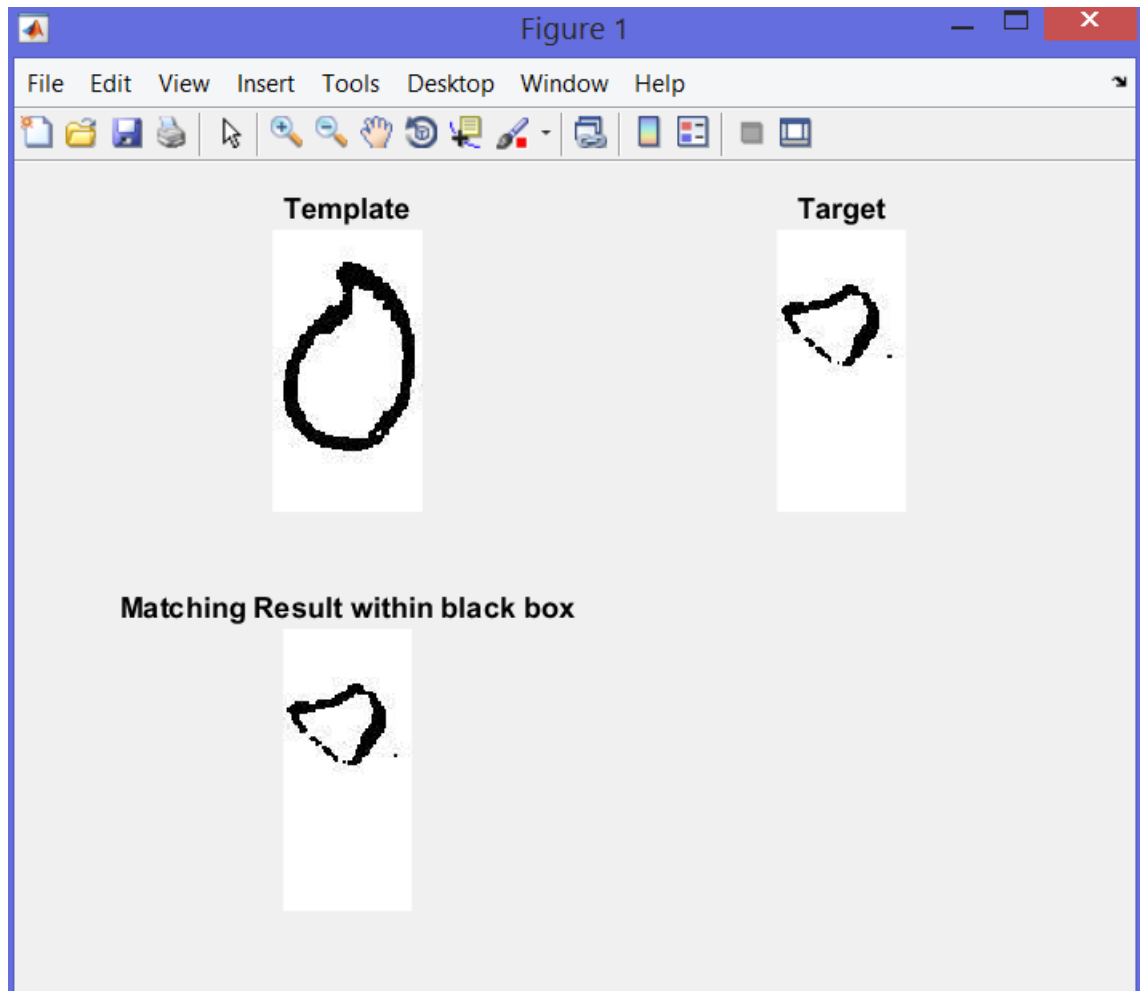 Figure 1
File Edit View Insert Tools Desktop Window Help
Template
Target
Matching Result within black box